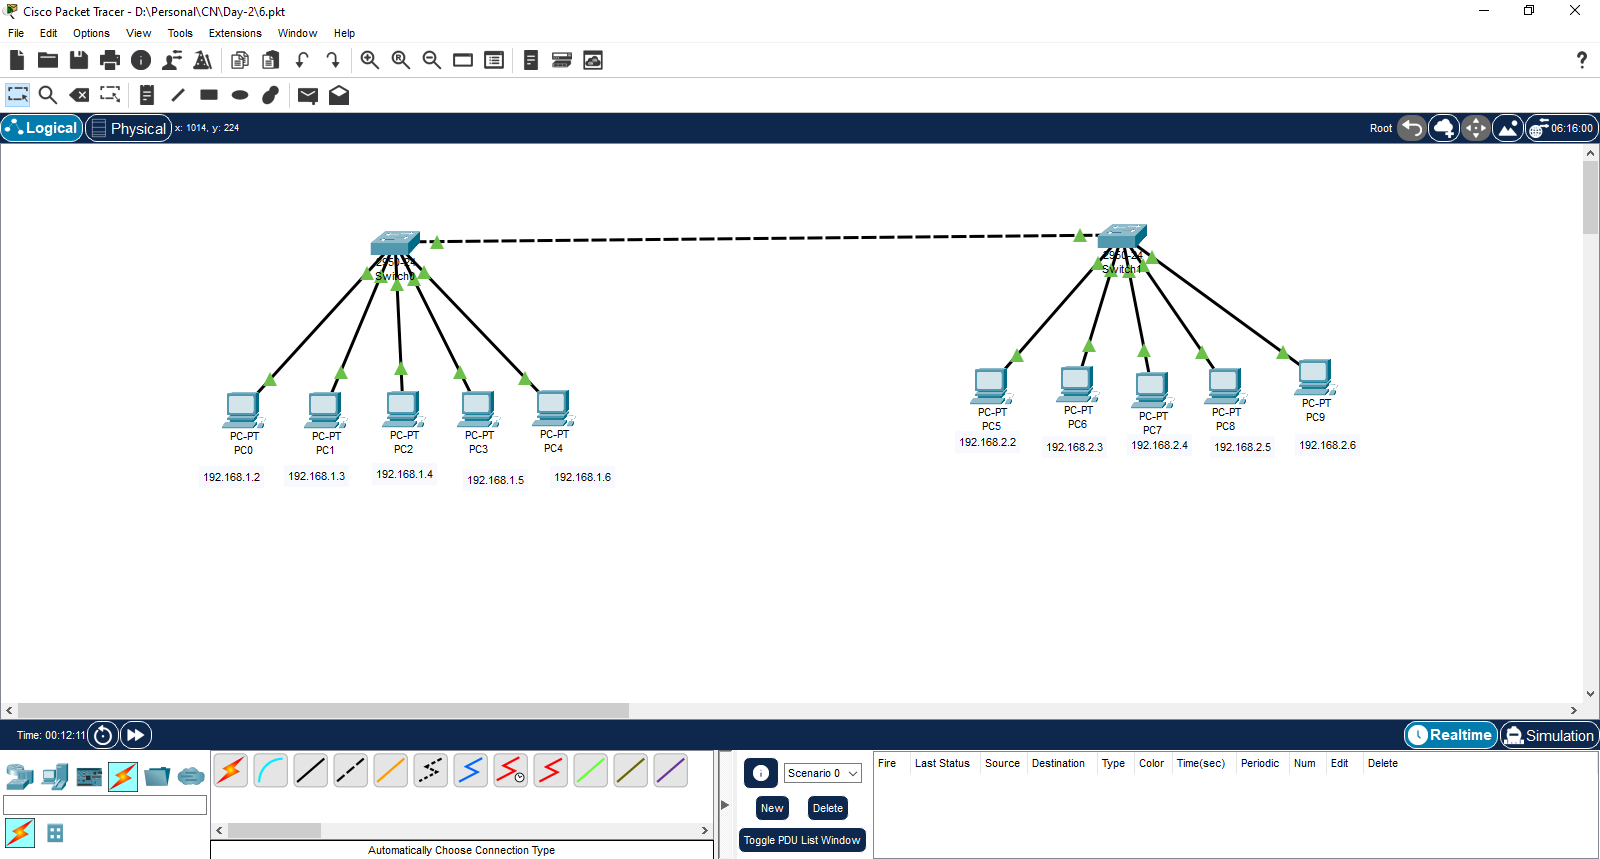 Cisco Packet Tracer - D:\Personal\CN\Day-2\6.pkt
File Edit Options View Tools Extensions Window Help
Logical Physical x: 1014, y: 224 Root 06:16:00
2950-24
Switch0
2950-24
Switch1
PC-PT
PC0
PC-PT
PC1
PC-PT
PC2
PC-PT
PC3
PC-PT
PC4
192.168.1.2
192.168.1.3
192.168.1.4
192.168.1.5
192.168.1.6
PC-PT
PC5
PC-PT
PC6
PC-PT
PC7
PC-PT
PC8
PC-PT
PC9
192.168.2.2
192.168.2.3
192.168.2.4
192.168.2.5
192.168.2.6
Time: 00:12:11 Realtime Simulation
Scenario 0
New Delete
Toggle PDU List Window
Fire Last Status Source Destination Type Color Time(sec) Periodic Num Edit Delete
Automatically Choose Connection Type